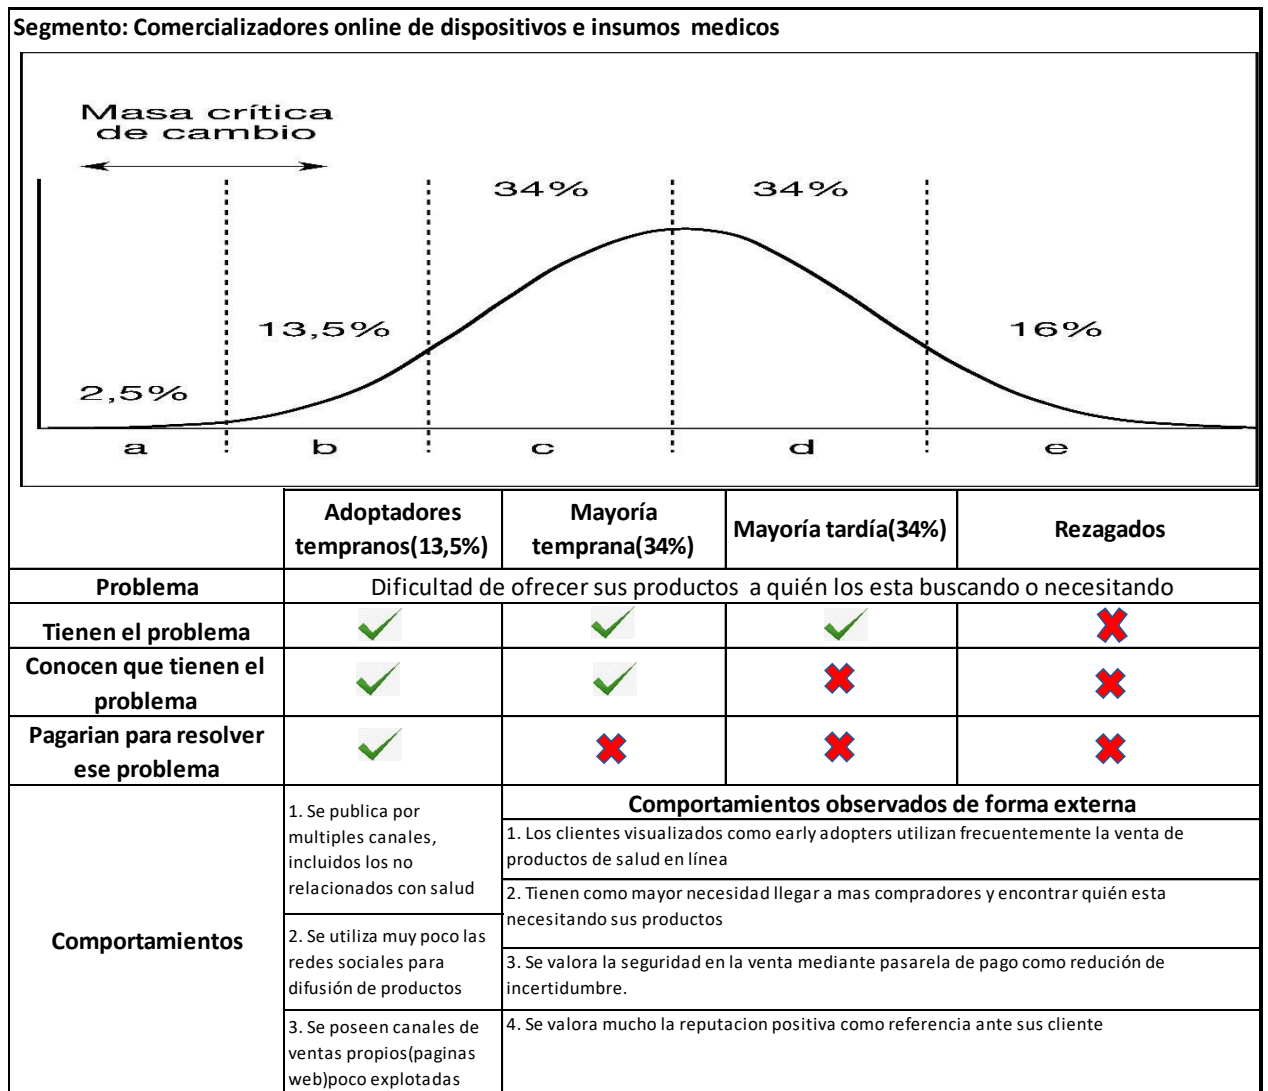 Segmento: Comercializadores online de dispositivos e insumos medicos
Masa crítica
de cambio
34%
34%
13,5%
16%
2,5%
a
b
c
d
e
Adoptadores
tempranos(13,5%)
Mayoría
temprana(34%)
Mayoría tardía(34%)
Rezagados
Problema
Dificultad de ofrecer sus productos a quién los esta buscando o necesitando
Tienen el problema
Conocen que tienen el
problema
Pagarian para resolver
ese problema
Comportamientos
1. Se publica por
multiples canales,
incluidos los no
relacionados con salud
2. Se utiliza muy poco las
redes sociales para
difusión de productos
3. Se poseen canales de
ventas propios(paginas
web)poco explotadas
Comportamientos observados de forma externa
1. Los clientes visualizados como early adopters utilizan frecuentemente la venta de
productos de salud en línea
2. Tienen como mayor necesidad llegar a mas compradores y encontrar quién esta
necesitando sus productos
3. Se valora la seguridad en la venta mediante pasarela de pago como redución de
incertidumbre.
4. Se valora mucho la reputacion positiva como referencia ante sus cliente